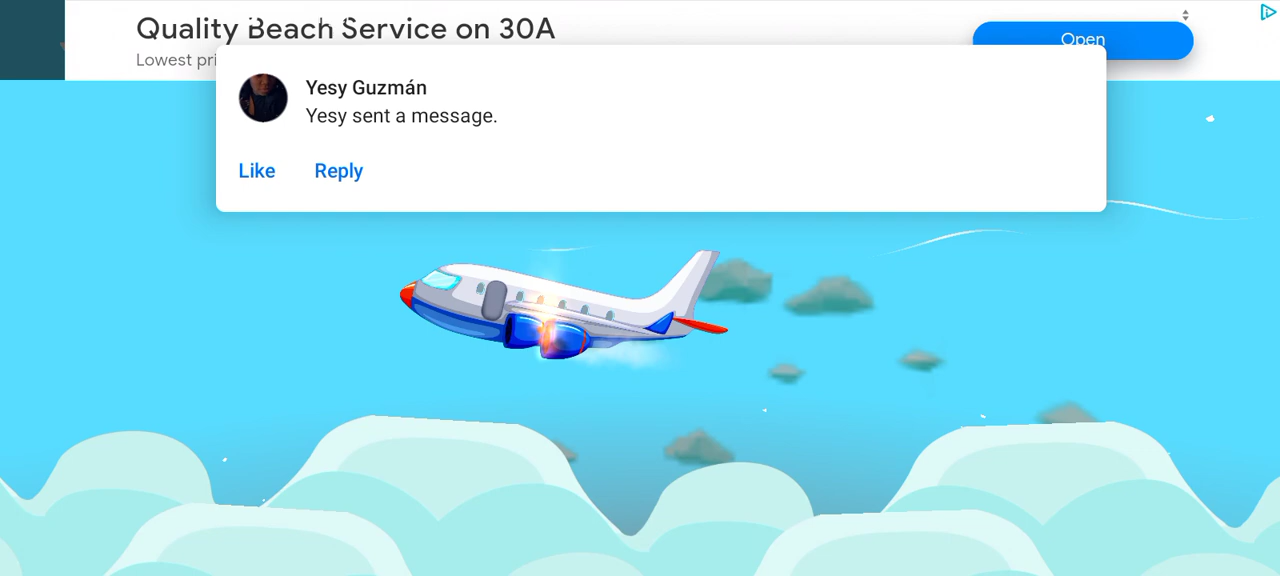 Quality Beach Service on 30A
Lowest pri
Open
Yesy Guzmán
Yesy sent a message.
Like
Reply